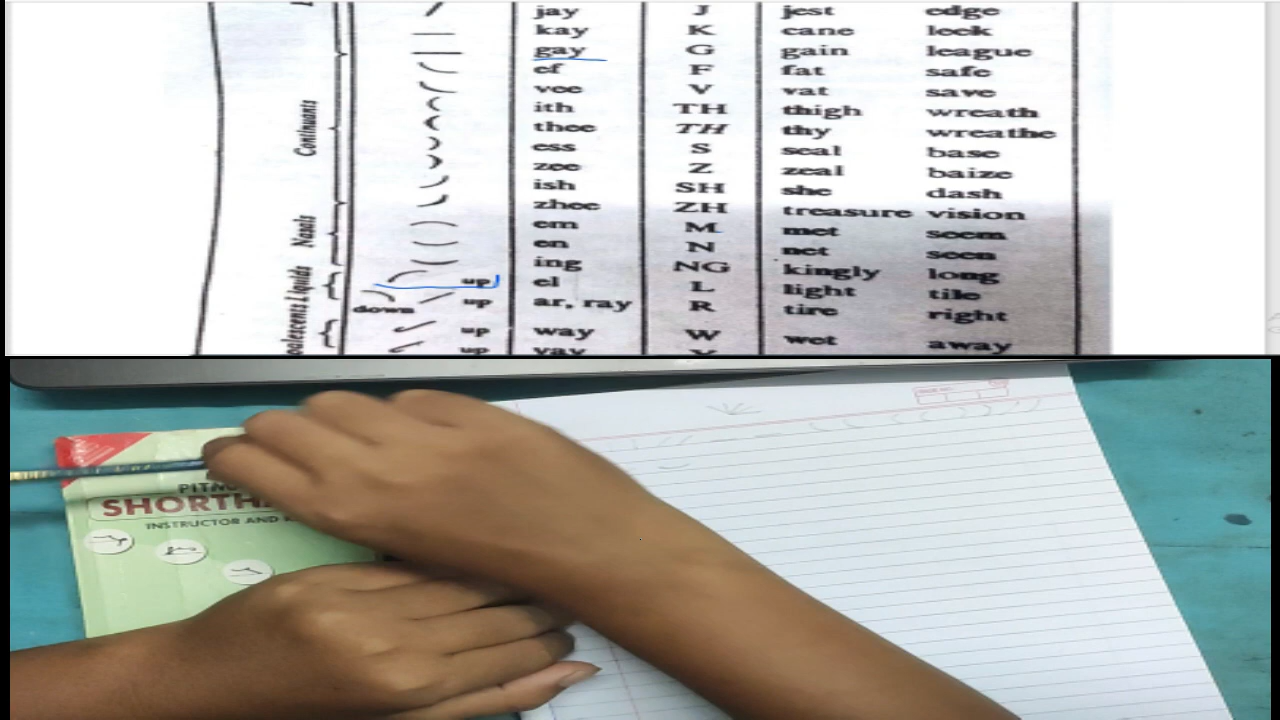 jay J jest edge
kay K cane leek
gay G gain league
ef F fat safe
vee V vat save
Continuants ith TH thigh wreath
thee TH thy wreathe
ess S seal base
zee Z zeal baize
ish SH she dash
zhee ZH treasure vision
Nasals em M met seem
en N net seen
ing NG kingly long
Liquids up el L light tile
down up ar, ray R tire right
up way W wet away
up
SHORTH
INSTRUCTOR AND